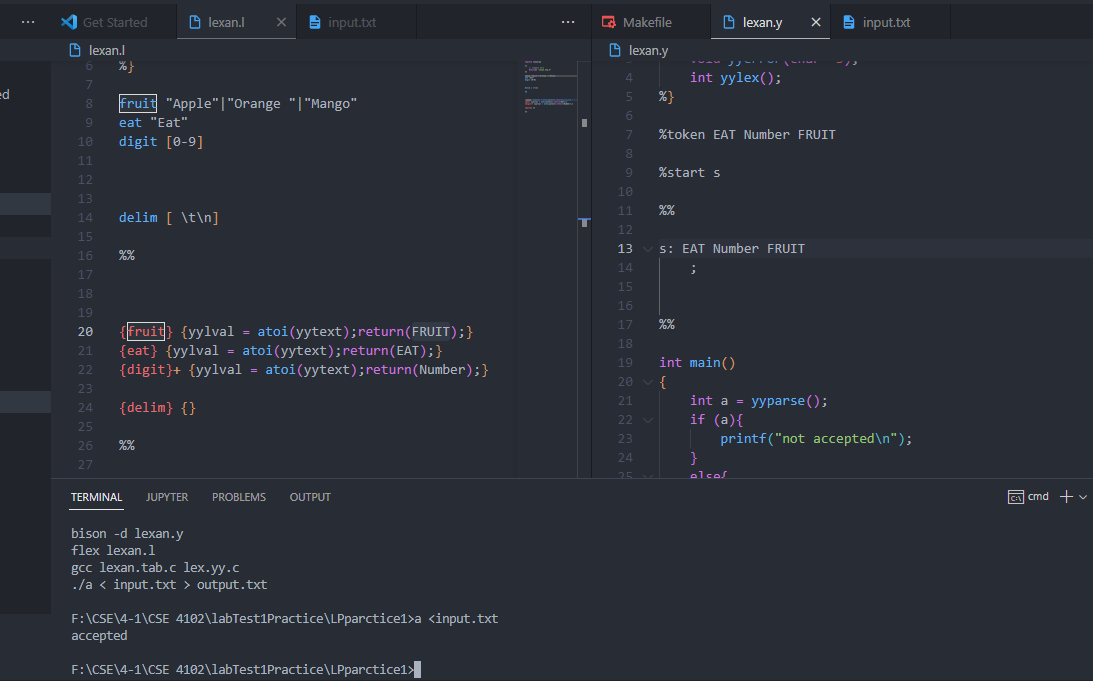 Get Started lexan.l input.txt
lexan.l
6 %}
7
8 fruit "Apple"|"Orange "|"Mango"
9 eat "Eat"
10 digit [0-9]
11
12
13
14 delim [ \t\n]
15
16 %%
17
18
19
20 {fruit} {yylval = atoi(yytext);return(FRUIT);}
21 {eat} {yylval = atoi(yytext);return(EAT);}
22 {digit}+ {yylval = atoi(yytext);return(Number);}
23
24 {delim} {}
25
26 %%
27
ed
Makefile lexan.y input.txt
lexan.y
4 int yylex();
5 %}
6
7 %token EAT Number FRUIT
8
9 %start s
10
11 %%
12
13 s: EAT Number FRUIT
14 ;
15
16
17 %%
18
19 int main()
20 {
21 int a = yyparse();
22 if (a){
23 printf("not accepted\n");
24 }
25 else{
TERMINAL JUPYTER PROBLEMS OUTPUT
cmd
bison -d lexan.y
flex lexan.l
gcc lexan.tab.c lex.yy.c
./a < input.txt > output.txt
F:\CSE\4-1\CSE 4102\labTest1Practice\LPparctice1>a <input.txt
accepted
F:\CSE\4-1\CSE 4102\labTest1Practice\LPparctice1>